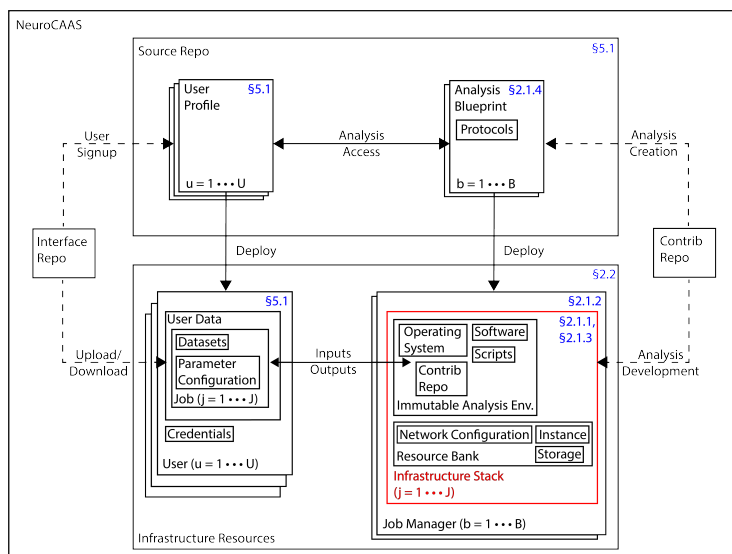 NeuroCAAS
Source Repo
§5.1
User
Profile
§5.1
u = 1 • • • U
Analysis
Access
Analysis
Blueprint
§2.1.4
Protocols
b = 1 • • • B
User
Signup
Analysis
Creation
Interface
Repo
Contrib
Repo
Deploy
Deploy
§2.2
§5.1
User Data
Datasets
Parameter
Configuration
Job (j = 1 • • • J)
Credentials
User (u = 1 • • • U)
Upload/
Download
Inputs
Outputs
§2.1.2
§2.1.1,
§2.1.3
Operating
System
Software
Scripts
Contrib
Repo
Immutable Analysis Env.
Network Configuration
Instance
Resource Bank
Storage
Infrastructure Stack
(j = 1 • • • J)
Job Manager (b = 1 • • • B)
Analysis
Development
Infrastructure Resources